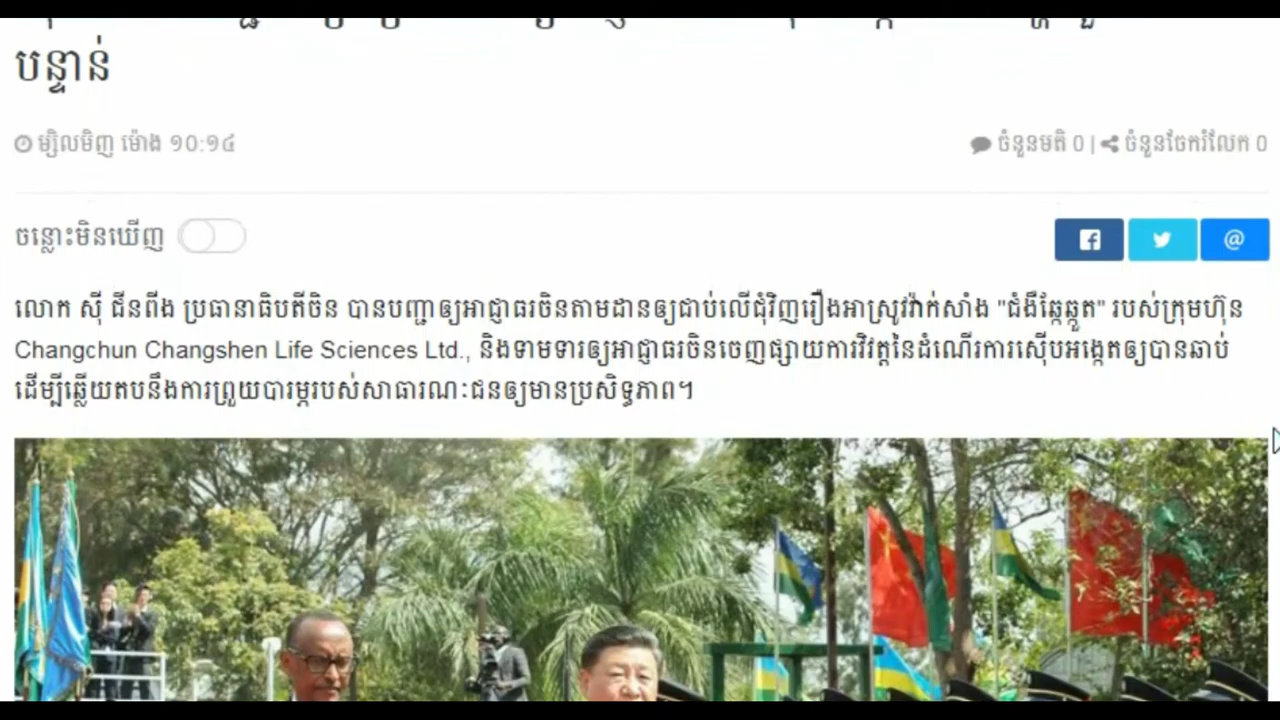 បន្ទាន់
ម្សិលមិញ ម៉ោង ១០:១៤
ចំនួនមតិ 0 | ចំនួនចែករំលែក 0
ចន្លោះមិនឃើញ
លោក ស៊ី ជីនពីង ប្រធានាធិបតីចិន បានបញ្ជាឲ្យអាជ្ញាធរចិនតាមដានឲ្យជាប់លើជុំវិញរឿងអាស្រូវវ៉ាក់សាំង "ជំងឺឆ្កែឆ្កួត" របស់ក្រុមហ៊ុន
Changchun Changshen Life Sciences Ltd., និងទាមទារឲ្យអាជ្ញាធរចិនចេញផ្សាយការវិវត្តនៃដំណើរការស៊ើបអង្កេតឲ្យបានឆាប់
ដើម្បីឆ្លើយតបនឹងការព្រួយបារម្ភរបស់សាធារណៈជនឲ្យមានប្រសិទ្ធភាព។